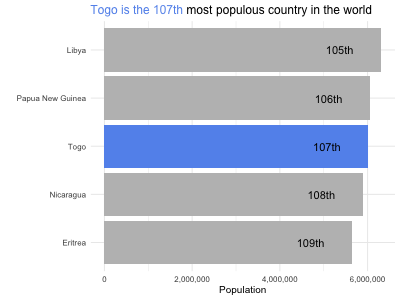 Togo is the 107th most populous country in the world
Libya
105th
Papua New Guinea
106th
Togo
107th
Nicaragua
108th
Eritrea
109th
0
2,000,000
4,000,000
6,000,000
Population